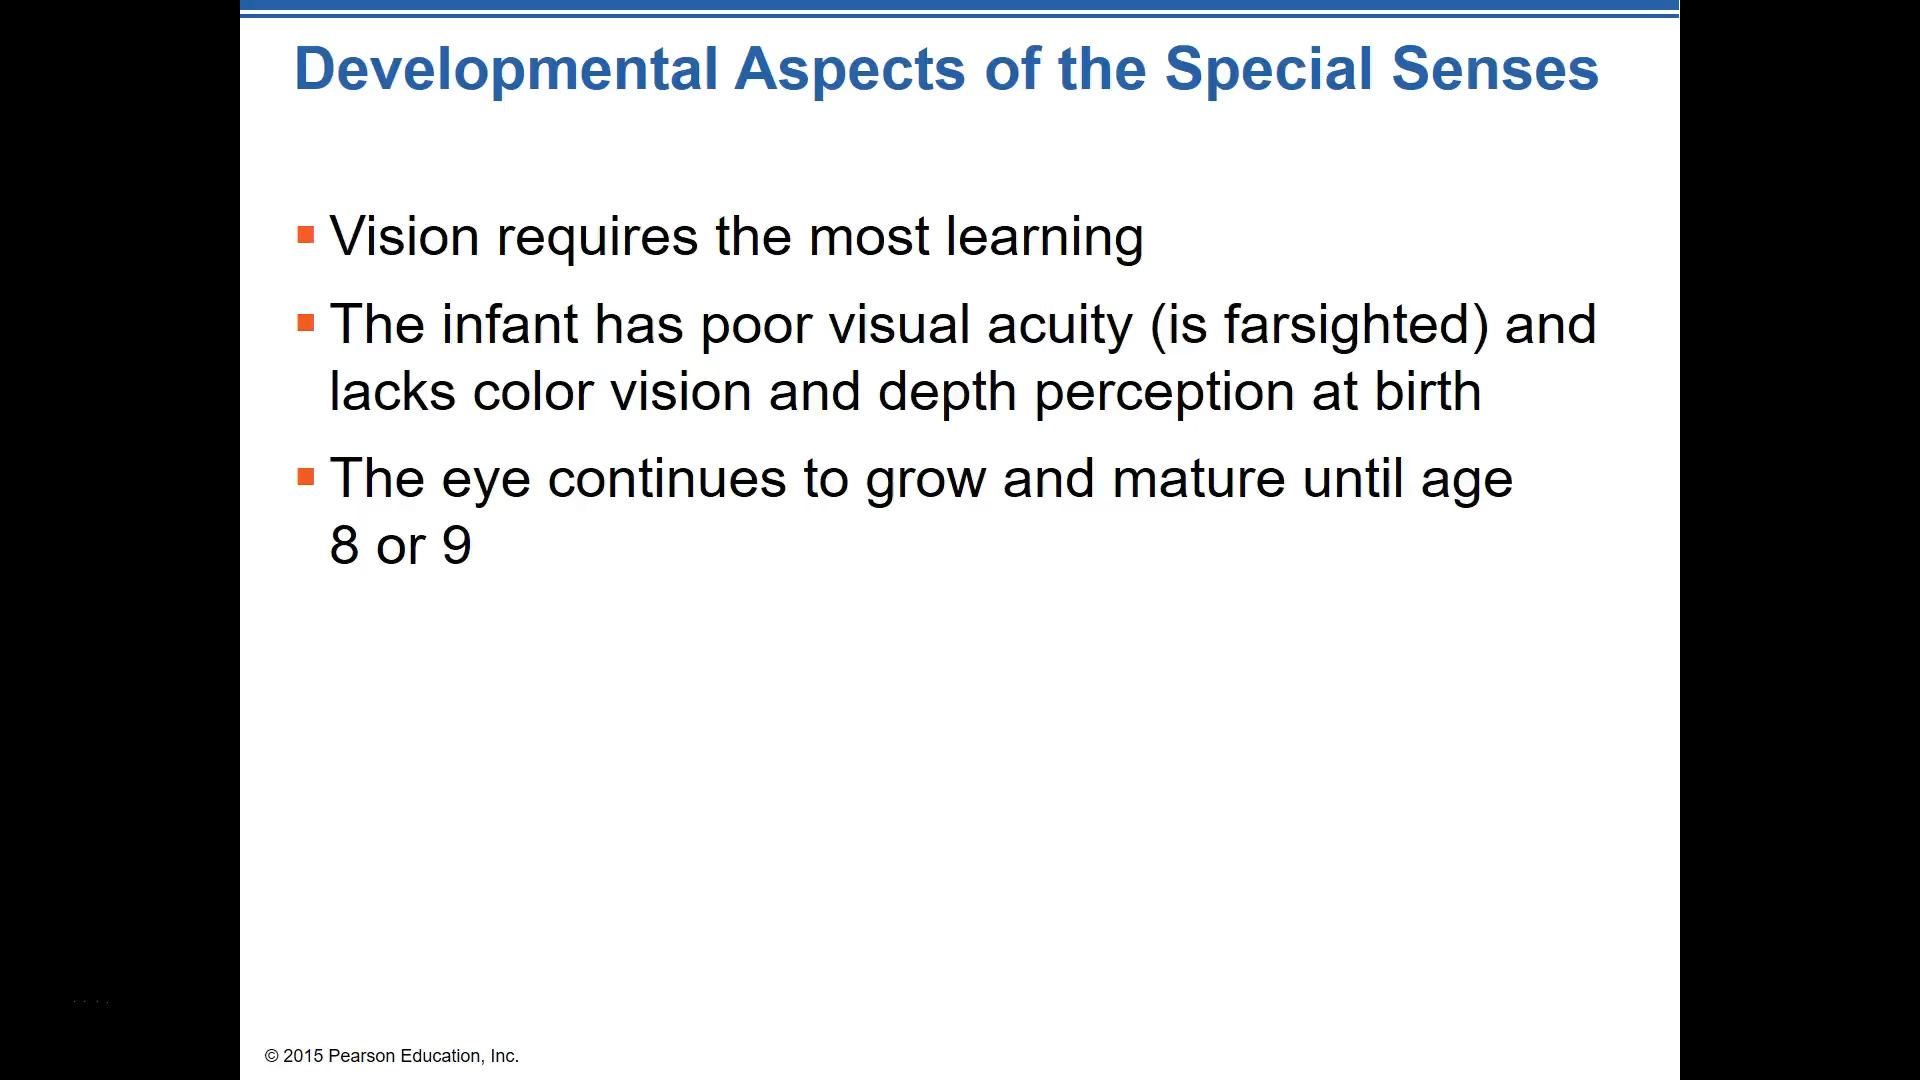 Developmental Aspects of the Special Senses
▪ Vision requires the most learning
▪ The infant has poor visual acuity (is farsighted) and
lacks color vision and depth perception at birth
▪ The eye continues to grow and mature until age
8 or 9
© 2015 Pearson Education, Inc.